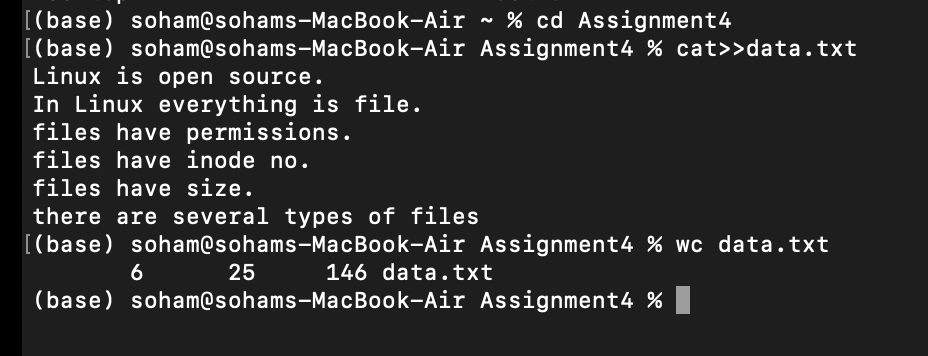 [(base) soham@sohams-MacBook-Air ~ % cd Assignment4
[(base) soham@sohams-MacBook-Air Assignment4 % cat>>data.txt
Linux is open source.
In Linux everything is file.
files have permissions.
files have inode no.
files have size.
there are several types of files
[(base) soham@sohams-MacBook-Air Assignment4 % wc data.txt
6 25 146 data.txt
(base) soham@sohams-MacBook-Air Assignment4 %